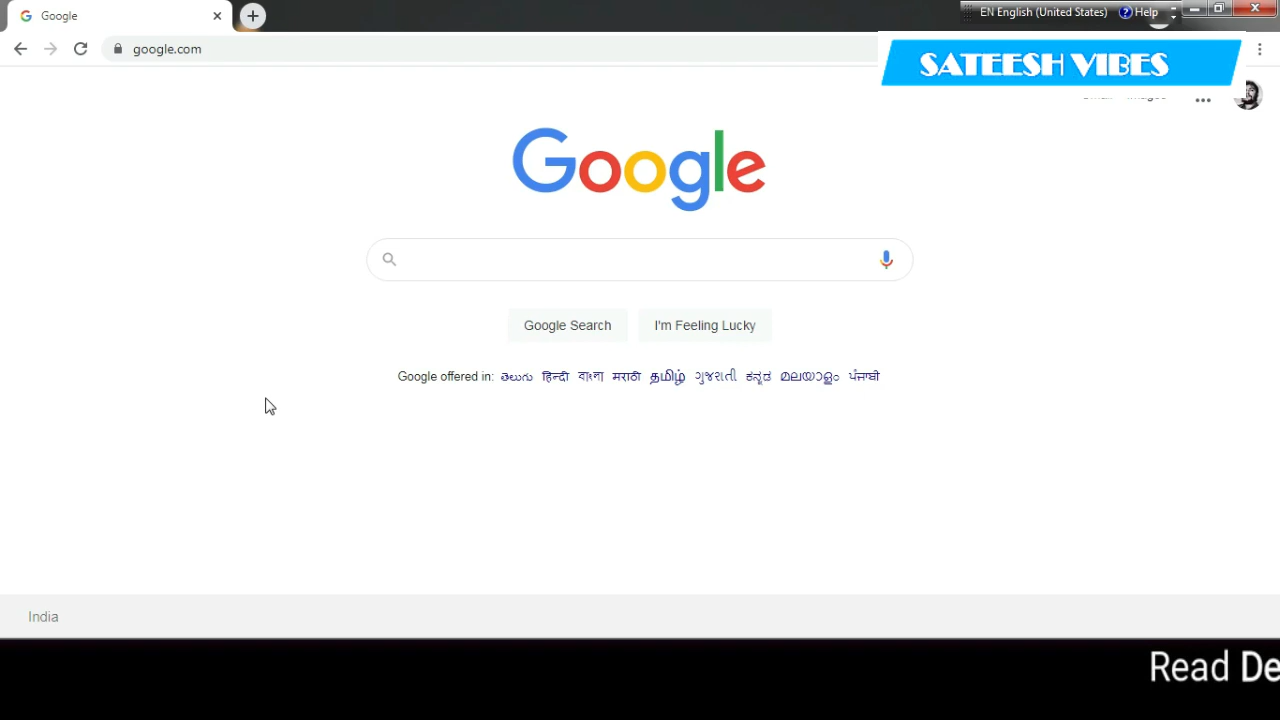 Google
EN English (United States) Help
google.com
SATEESH VIBES
Google
Google Search I'm Feeling Lucky
Google offered in: తెలుగు हिन्दी বাংলা मराठी தமிழ் ગુજરાતી ಕನ್ನಡ മലയാളം ਪੰਜਾਬੀ
India
Read De